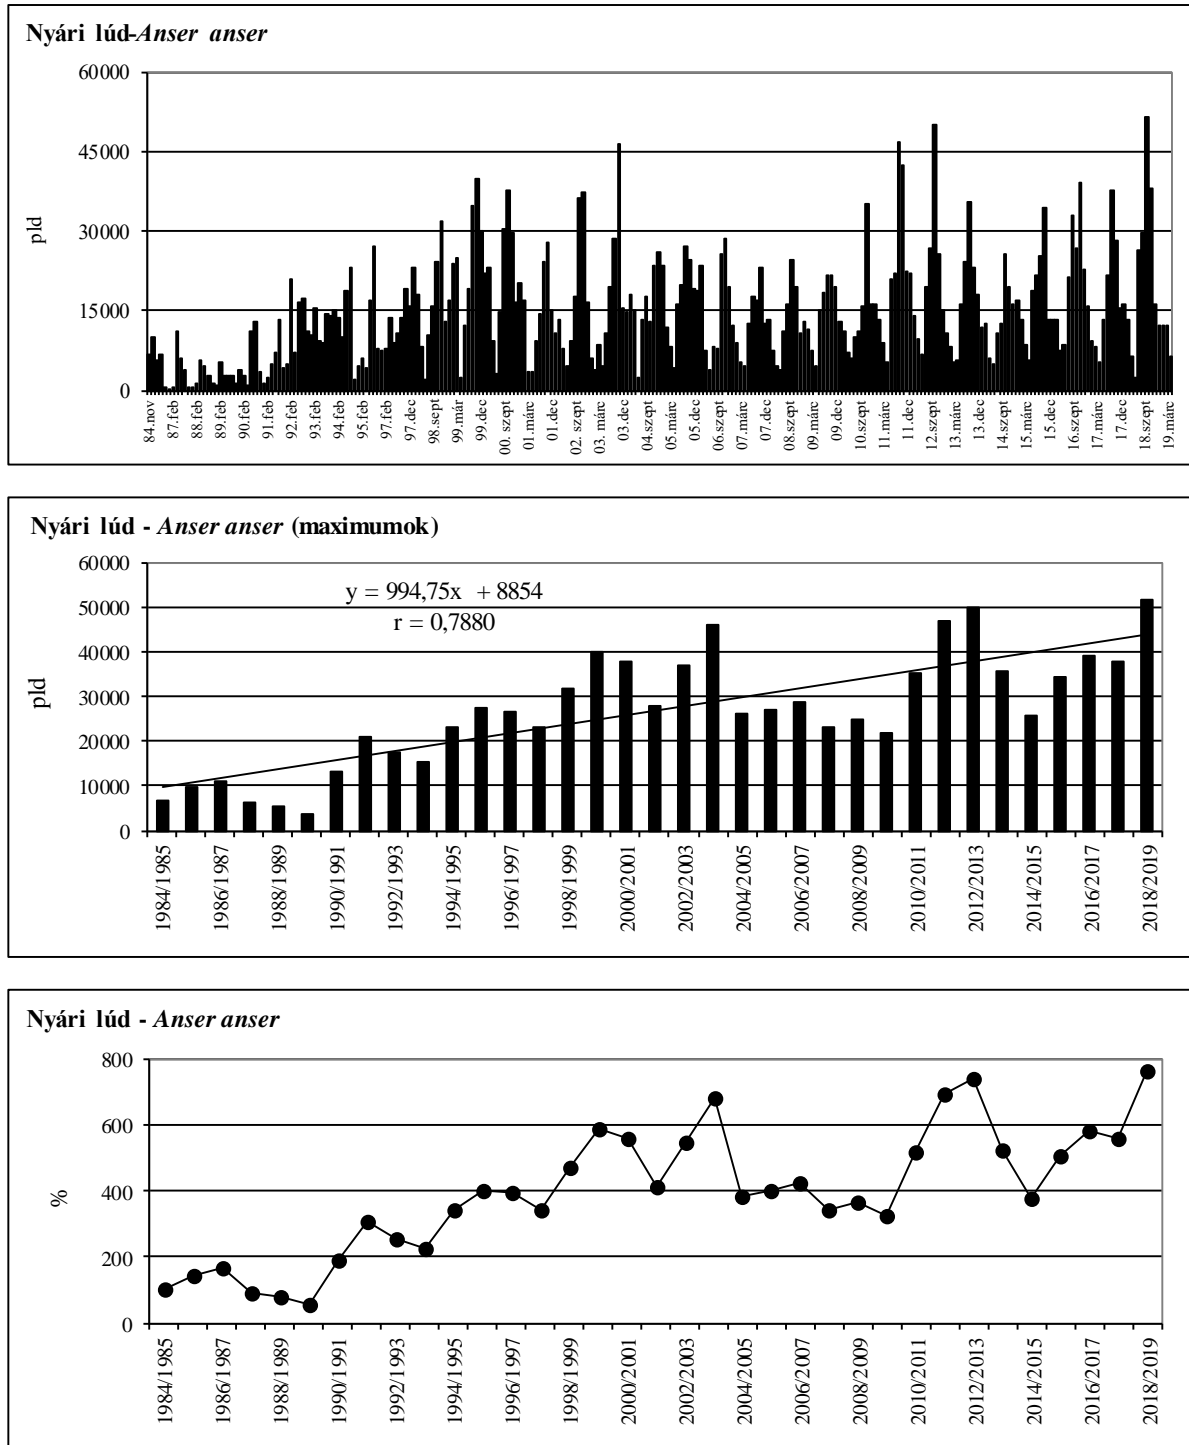 Nyári lúd-Anser anser
60000
45000
30000
15000
0
pld
84.nov
87.feb
88.feb
89.feb
90.feb
91.feb
92.feb
93.feb
94.feb
95.feb
97.feb
97.dec
98.sept
99.már
99.dec
00. szept
01.márc
01.dec
02. szept
03. márc
03.dec
04.szept
05.márc
05.dec
06.szept
07.márc
07.dec
08.szept
09.márc
09.dec
10.szept
11.márc
11.dec
12.szept
13.márc
13.dec
14.szept
15.márc
15.dec
16.szept
17.márc
17.dec
18.szept
19.márc
Nyári lúd - Anser anser (maximumok)
60000
50000
40000
30000
20000
10000
0
pld
y = 994,75x + 8854
r = 0,7880
1984/1985
1986/1987
1988/1989
1990/1991
1992/1993
1994/1995
1996/1997
1998/1999
2000/2001
2002/2003
2004/2005
2006/2007
2008/2009
2010/2011
2012/2013
2014/2015
2016/2017
2018/2019
Nyári lúd - Anser anser
800
600
400
200
0
%
1984/1985
1986/1987
1988/1989
1990/1991
1992/1993
1994/1995
1996/1997
1998/1999
2000/2001
2002/2003
2004/2005
2006/2007
2008/2009
2010/2011
2012/2013
2014/2015
2016/2017
2018/2019